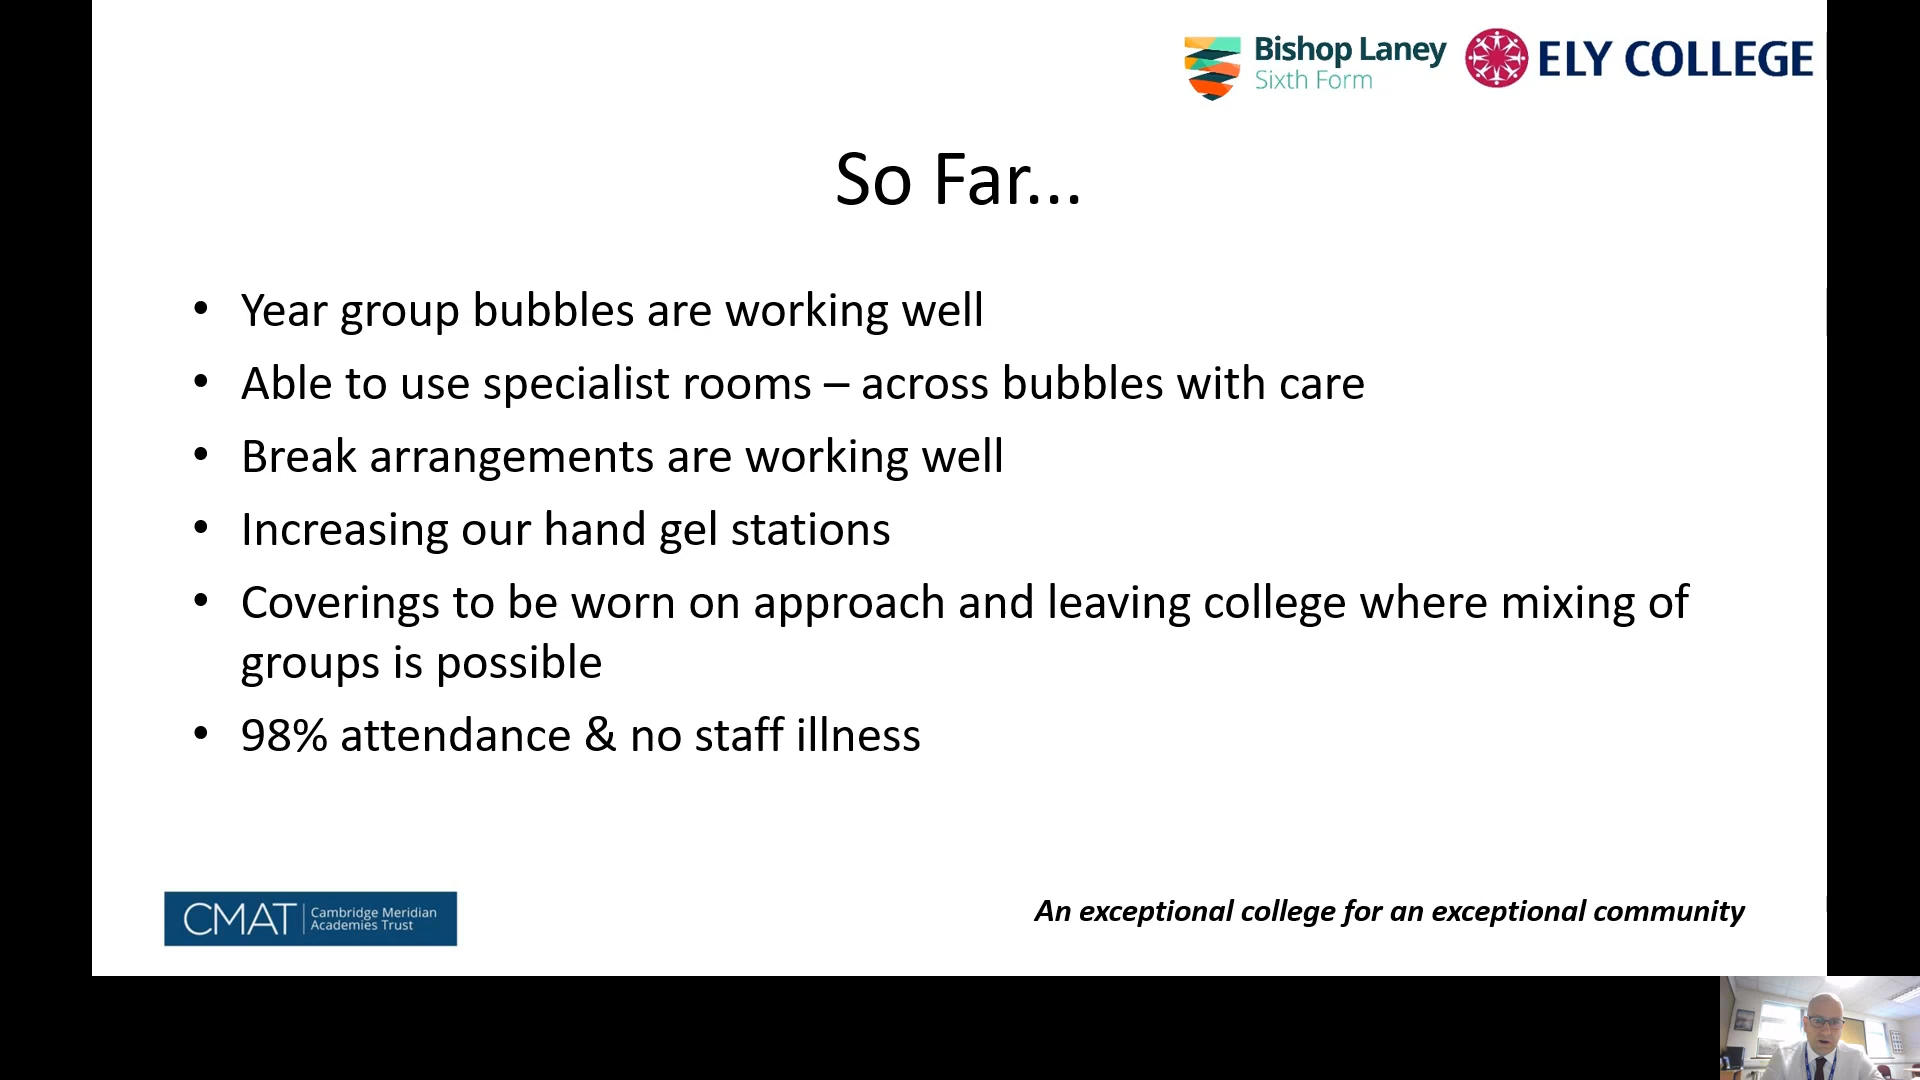 Bishop Laney
Sixth Form
ELY COLLEGE
So Far...
• Year group bubbles are working well
• Able to use specialist rooms – across bubbles with care
• Break arrangements are working well
• Increasing our hand gel stations
• Coverings to be worn on approach and leaving college where mixing of
groups is possible
• 98% attendance & no staff illness
CMAT
Cambridge Meridian
Academies Trust
An exceptional college for an exceptional community